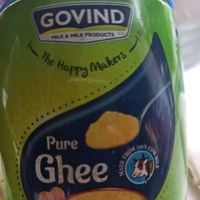 GOVIND
MILK & MILK PRODUCTS
The Happy Makers
Pure
Ghee
MADE FROM 100% COW MILK